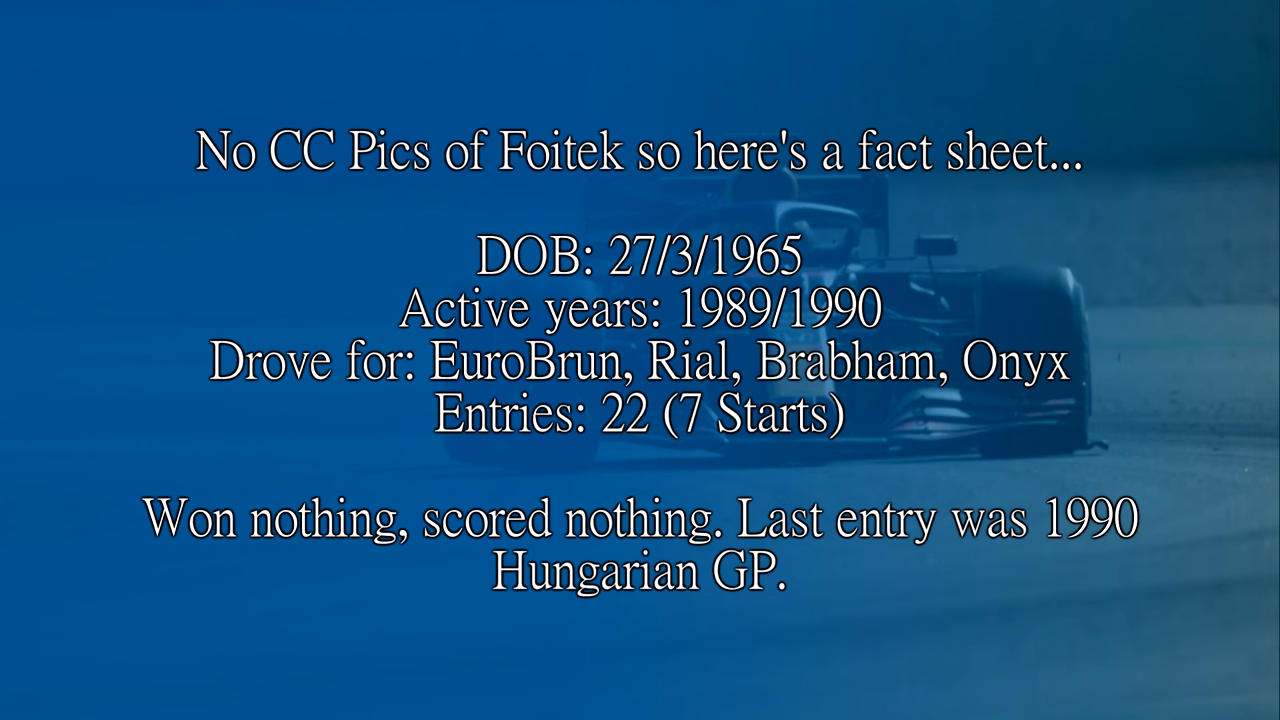 No CC Pics of Foitek so here's a fact sheet...
DOB: 27/3/1965
Active years: 1989/1990
Drove for: EuroBrun, Rial, Brabham, Onyx
Entries: 22 (7 Starts)
Won nothing, scored nothing. Last entry was 1990
Hungarian GP.